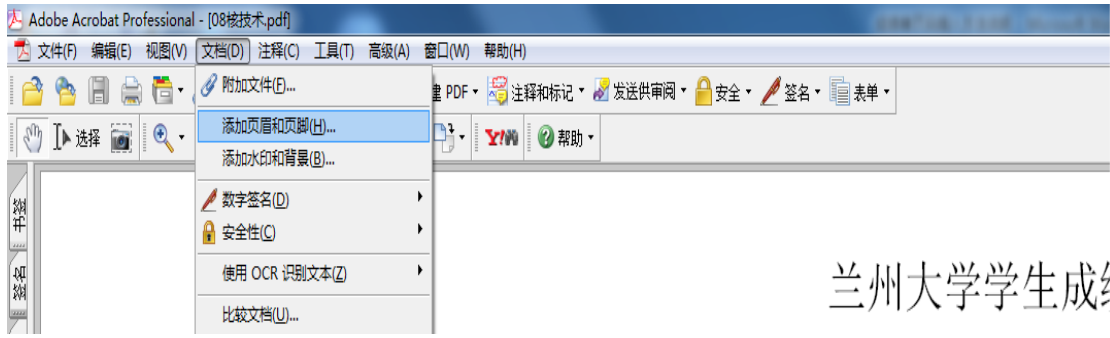 Adobe Acrobat Professional - [08核技术.pdf]
文件(F) 编辑(E) 视图(V) 文档(D) 注释(C) 工具(T) 高级(A) 窗口(W) 帮助(H)
附加文件(F)...
PDF 注释和标记 发送供审阅 安全 签名 表单
添加页眉和页脚(H)...
选择
Y! 帮助
添加水印和背景(B)...
数字签名(D)
书签
安全性(C)
使用 OCR 识别文本(Z)
签名
兰州大学学生成
比较文档(U)...